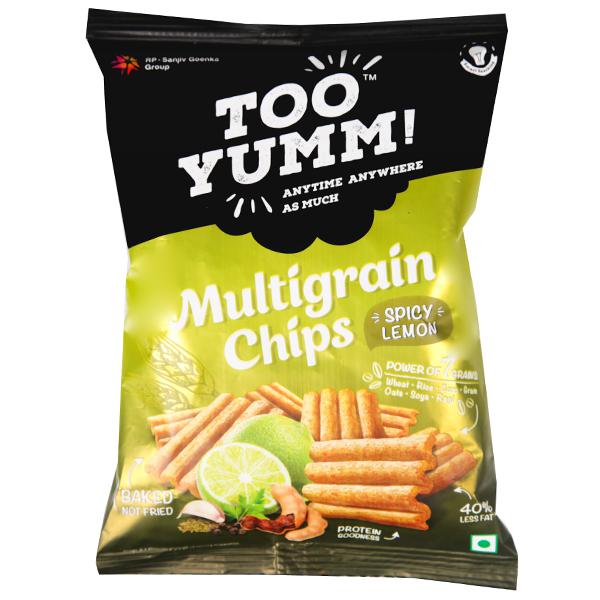 RP - Sanjiv Goenka
Group
TOO
YUMM!
TM
ANYTIME ANYWHERE
AS MUCH
Multigrain
Chips
SPICY
LEMON
POWER OF 7 GRAINS
Wheat • Rice • Corn • Gram
Oats • Soya • Ragi
BAKED
NOT FRIED
PROTEIN
GOODNESS
40%
LESS FAT